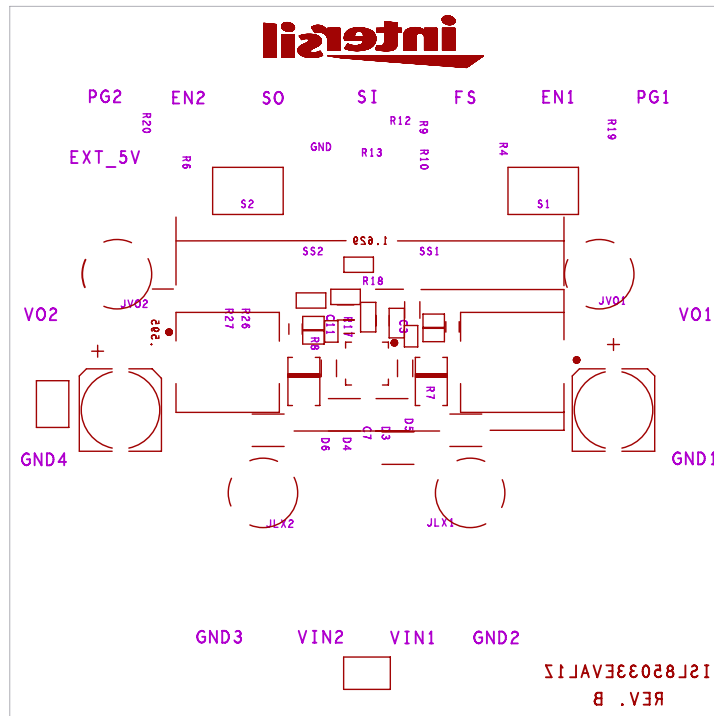 intersil
PG2 EN2 SO SI FS EN1 PG1
R20 R12 R9 R19
EXT_5V R6 GND R13 R10 R4
S2 S1
1.629
SS2 SS1
R18
JVO2 JVO1
VO2 VO1
.595
R27 R26 C11 R17 C3
R8
R7
D6 D4 C7 D3 D5
GND4 GND1
JLX2 JLX1
GND3 VIN2 VIN1 GND2
ISL85033EVAL1Z
REV. B